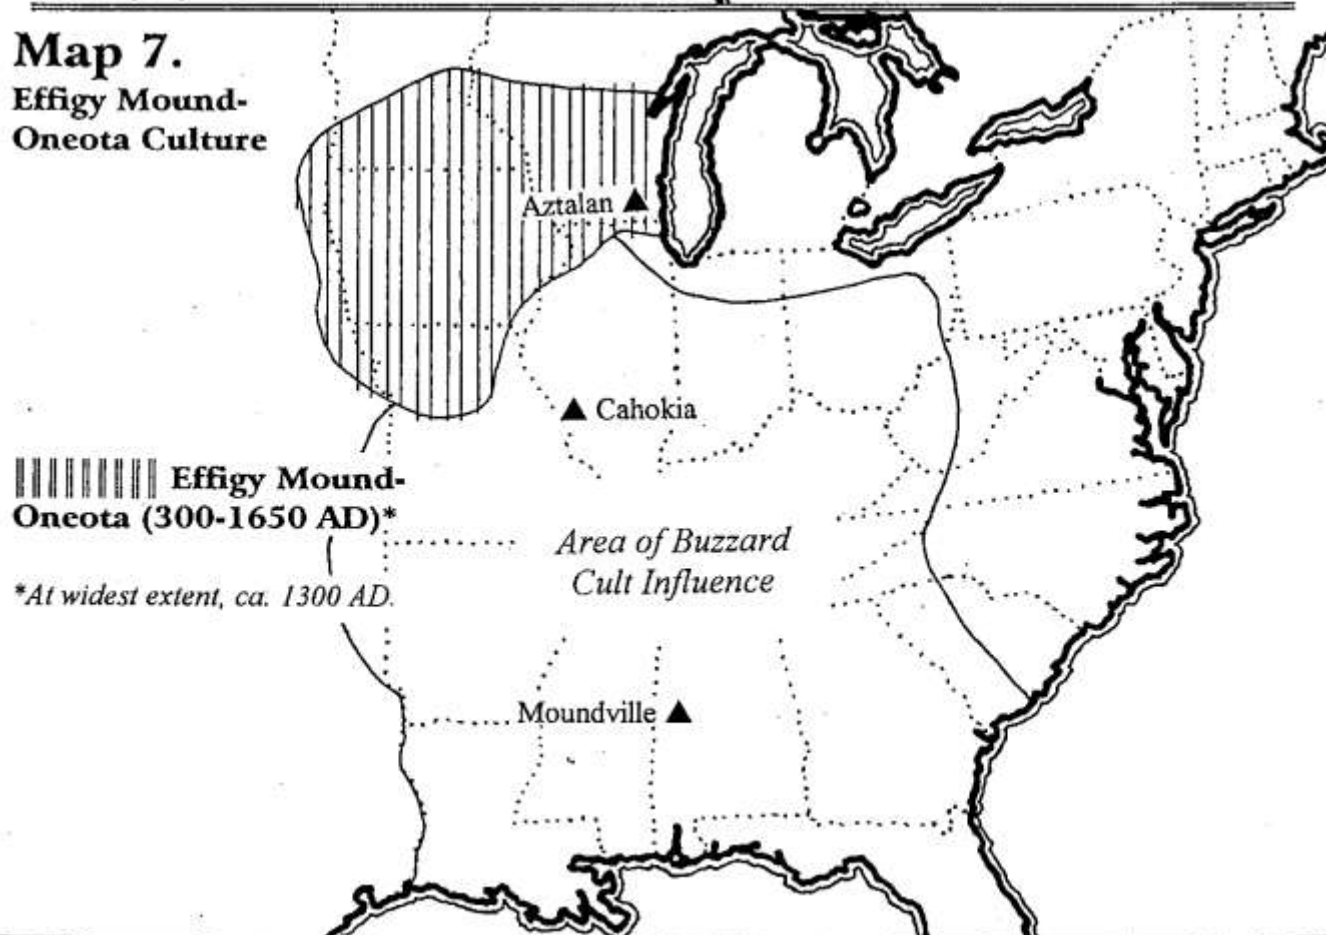 Map 7.
Effigy Mound-
Oneota Culture
Aztalan
Cahokia
Effigy Mound-
Oneota (300-1650 AD)*
Area of Buzzard
Cult Influence
*At widest extent, ca. 1300 AD.
Moundville